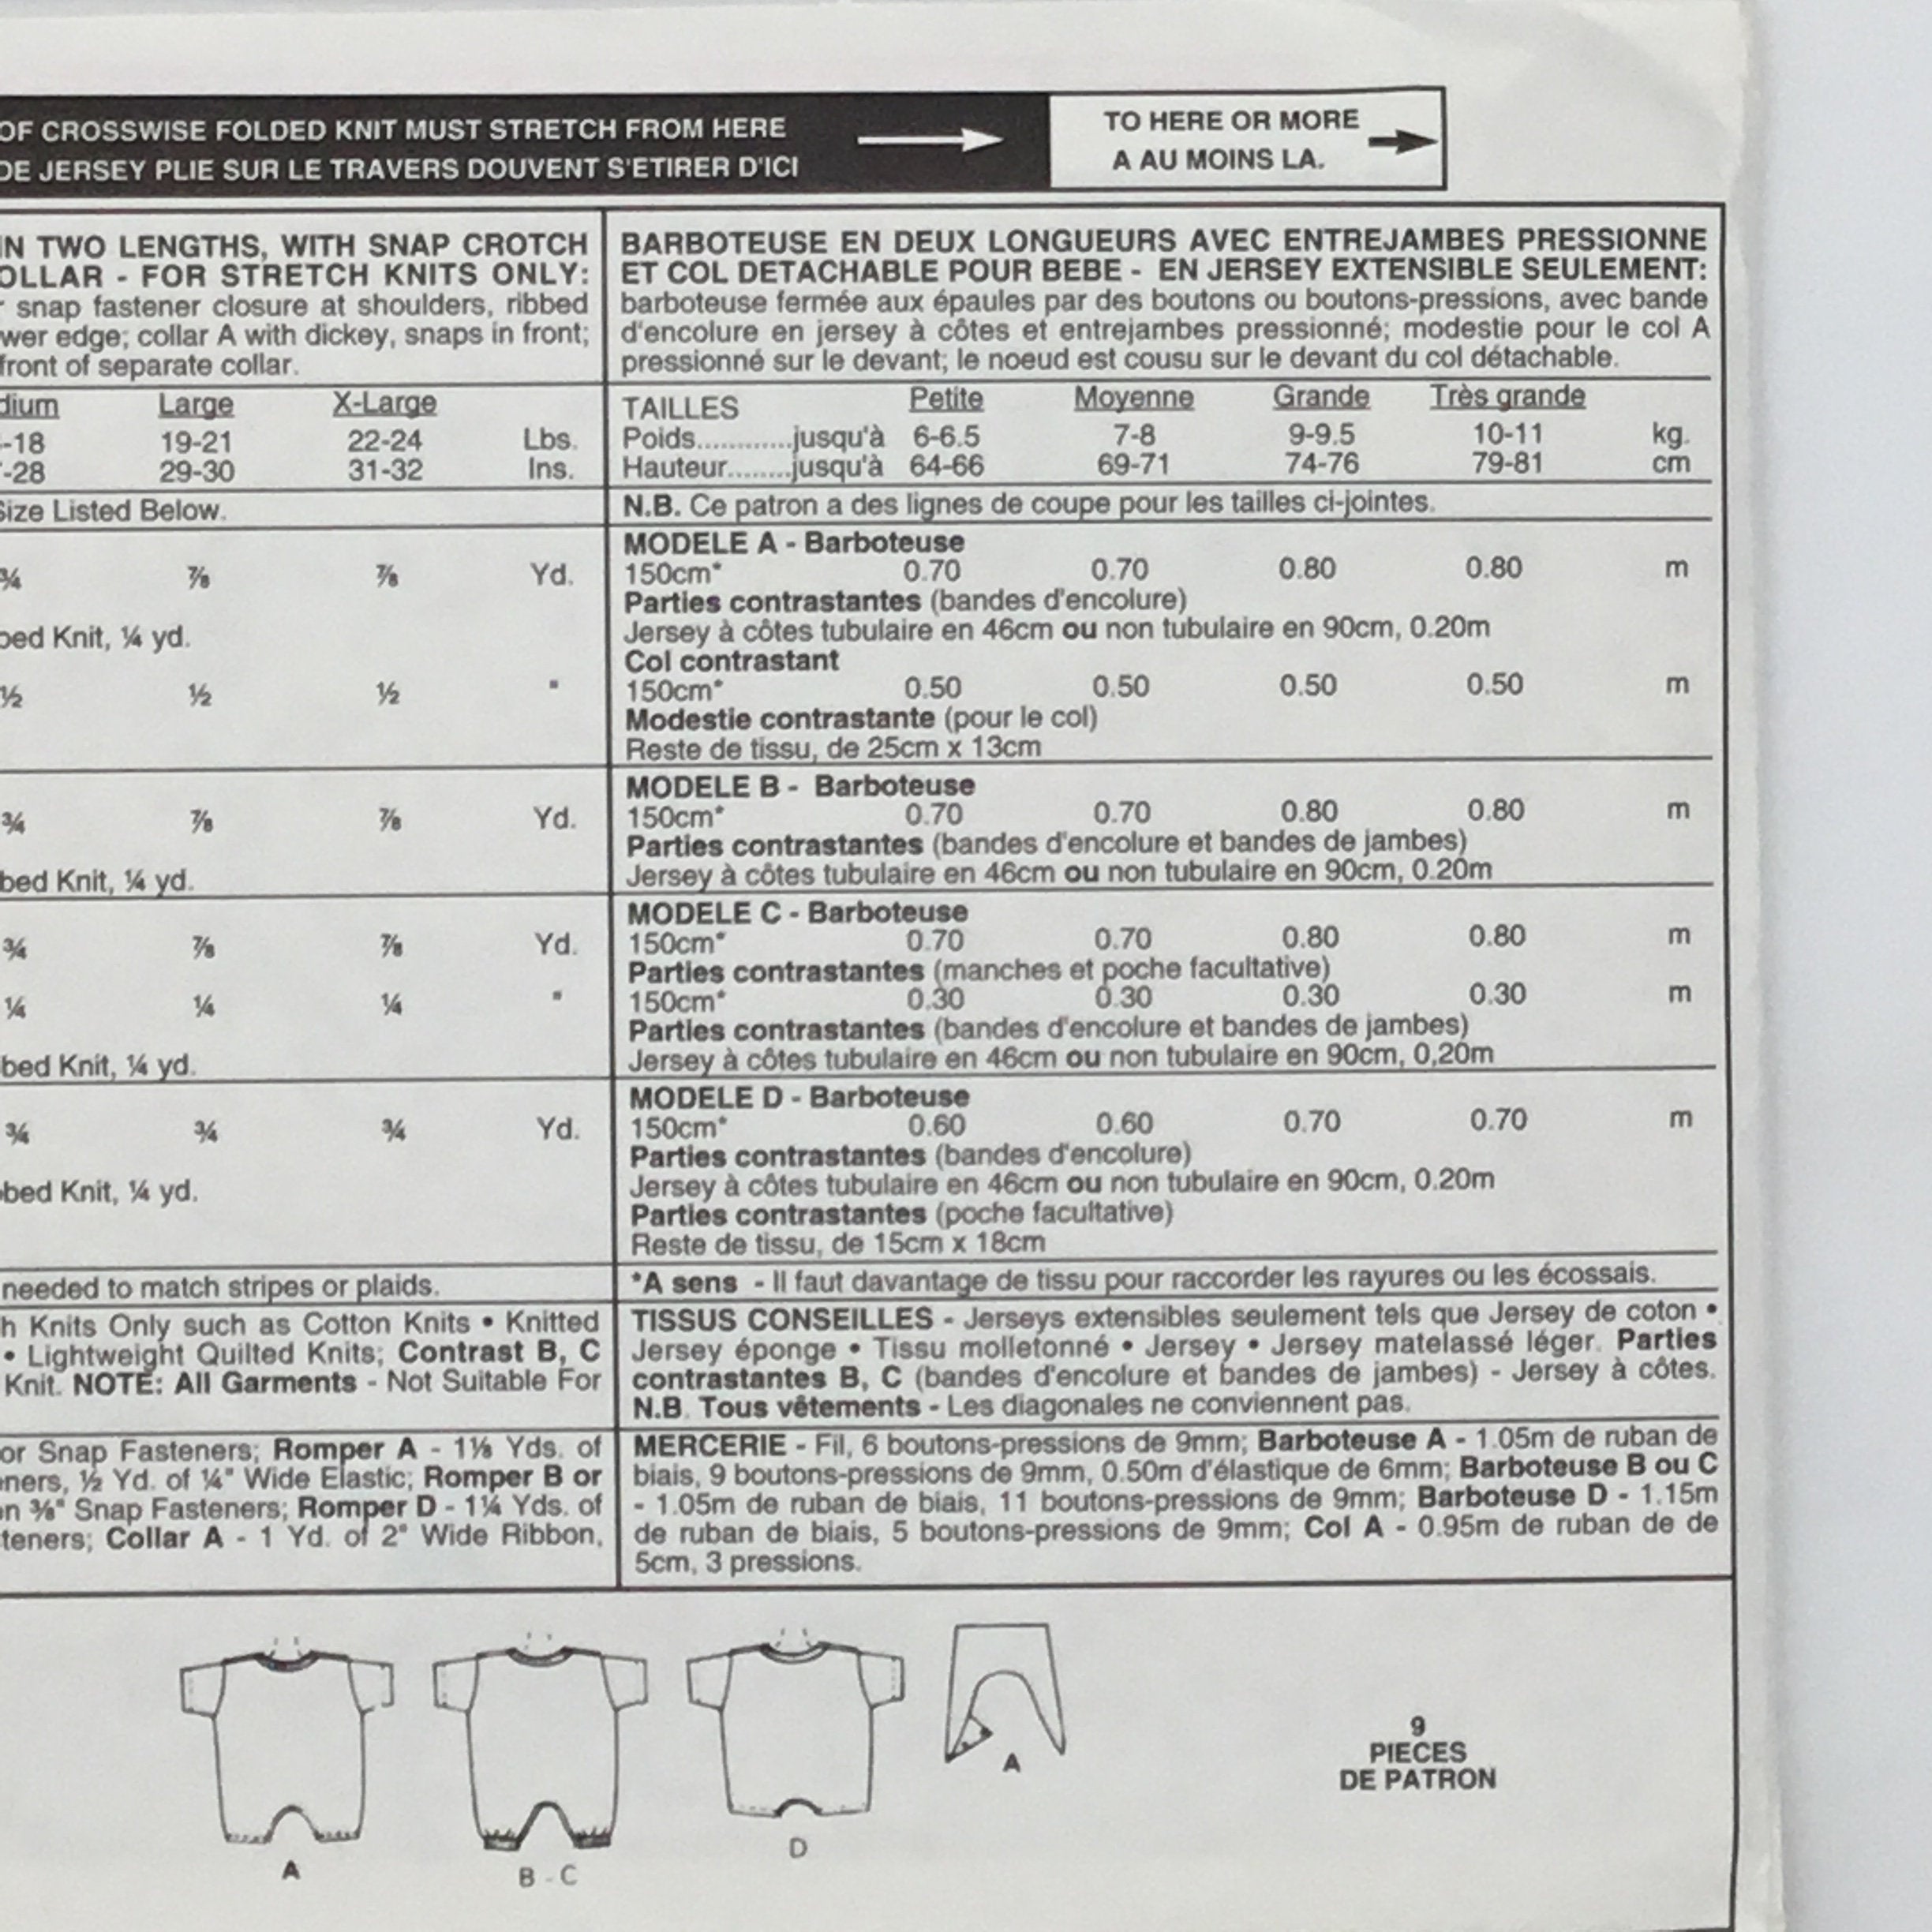 OF CROSSWISE FOLDED KNIT MUST STRETCH FROM HERE
DE JERSEY PLIE SUR LE TRAVERS DOUVENT S'ETIRER D'ICI
TO HERE OR MORE
A AU MOINS LA.
IN TWO LENGTHS, WITH SNAP CROTCH
OLLAR - FOR STRETCH KNITS ONLY:
snap fastener closure at shoulders, ribbed
wer edge; collar A with dickey, snaps in front;
front of separate collar.
dium Large X-Large
-18 19-21 22-24 Lbs.
-28 29-30 31-32 Ins.
Size Listed Below.
¾ ⅞ ⅞ Yd.
bed Knit, ¼ yd.
½ ½ ½ "
¾ ⅞ ⅞ Yd.
bed Knit, ¼ yd.
¾ ⅞ ⅞ Yd.
¼ ¼ ¼ "
bed Knit, ¼ yd.
¾ ¾ ¾ Yd.
bed Knit, ¼ yd.
needed to match stripes or plaids.
h Knits Only such as Cotton Knits • Knitted
• Lightweight Quilted Knits; Contrast B, C
Knit. NOTE: All Garments - Not Suitable For
or Snap Fasteners; Romper A - 1⅛ Yds. of
ners, ½ Yd. of ¼" Wide Elastic; Romper B or
n ⅜" Snap Fasteners; Romper D - 1¼ Yds. of
teners; Collar A - 1 Yd. of 2" Wide Ribbon,
BARBOTEUSE EN DEUX LONGUEURS AVEC ENTREJAMBES PRESSIONNE
ET COL DETACHABLE POUR BEBE - EN JERSEY EXTENSIBLE SEULEMENT:
barboteuse fermée aux épaules par des boutons ou boutons-pressions, avec bande
d'encolure en jersey à côtes et entrejambes pressionné; modestie pour le col A
pressionné sur le devant; le noeud est cousu sur le devant du col détachable.
TAILLES Petite Moyenne Grande Très grande
Poids............jusqu'à 6-6.5 7-8 9-9.5 10-11 kg.
Hauteur........jusqu'à 64-66 69-71 74-76 79-81 cm
N.B. Ce patron a des lignes de coupe pour les tailles ci-jointes.
MODELE A - Barboteuse
150cm* 0.70 0.70 0.80 0.80 m
Parties contrastantes (bandes d'encolure)
Jersey à côtes tubulaire en 46cm ou non tubulaire en 90cm, 0.20m
Col contrastant
150cm* 0.50 0.50 0.50 0.50 m
Modestie contrastante (pour le col)
Reste de tissu, de 25cm x 13cm
MODELE B - Barboteuse
150cm* 0.70 0.70 0.80 0.80 m
Parties contrastantes (bandes d'encolure et bandes de jambes)
Jersey à côtes tubulaire en 46cm ou non tubulaire en 90cm, 0.20m
MODELE C - Barboteuse
150cm* 0.70 0.70 0.80 0.80 m
Parties contrastantes (manches et poche facultative)
150cm* 0.30 0.30 0.30 0.30 m
Parties contrastantes (bandes d'encolure et bandes de jambes)
Jersey à côtes tubulaire en 46cm ou non tubulaire en 90cm, 0,20m
MODELE D - Barboteuse
150cm* 0.60 0.60 0.70 0.70 m
Parties contrastantes (bandes d'encolure)
Jersey à côtes tubulaire en 46cm ou non tubulaire en 90cm, 0.20m
Parties contrastantes (poche facultative)
Reste de tissu, de 15cm x 18cm
*A sens - Il faut davantage de tissu pour raccorder les rayures ou les écossais.
TISSUS CONSEILLES - Jerseys extensibles seulement tels que Jersey de coton •
Jersey éponge • Tissu molletonné • Jersey • Jersey matelassé léger. Parties
contrastantes B, C (bandes d'encolure et bandes de jambes) - Jersey à côtes.
N.B. Tous vêtements - Les diagonales ne conviennent pas.
MERCERIE - Fil, 6 boutons-pressions de 9mm; Barboteuse A - 1.05m de ruban de
biais, 9 boutons-pressions de 9mm, 0.50m d'élastique de 6mm; Barboteuse B ou C
- 1.05m de ruban de biais, 11 boutons-pressions de 9mm; Barboteuse D - 1.15m
de ruban de biais, 5 boutons-pressions de 9mm; Col A - 0.95m de ruban de de
5cm, 3 pressions.
A
B - C
D
A
9
PIECES
DE PATRON